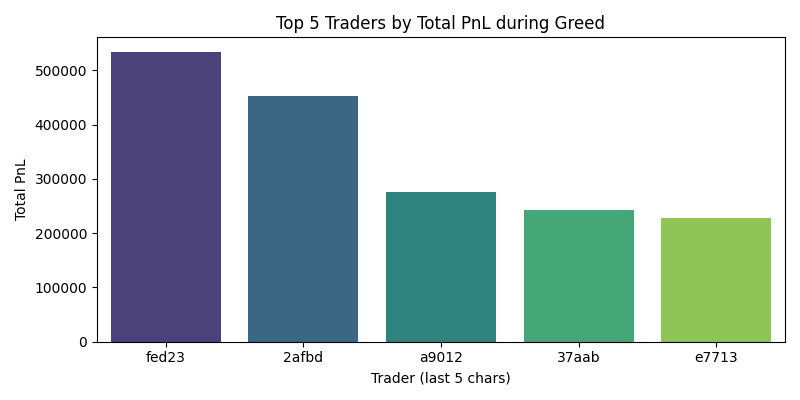 Top 5 Traders by Total PnL during Greed
Total PnL
500000
400000
300000
200000
100000
0
fed23 2afbd a9012 37aab e7713
Trader (last 5 chars)